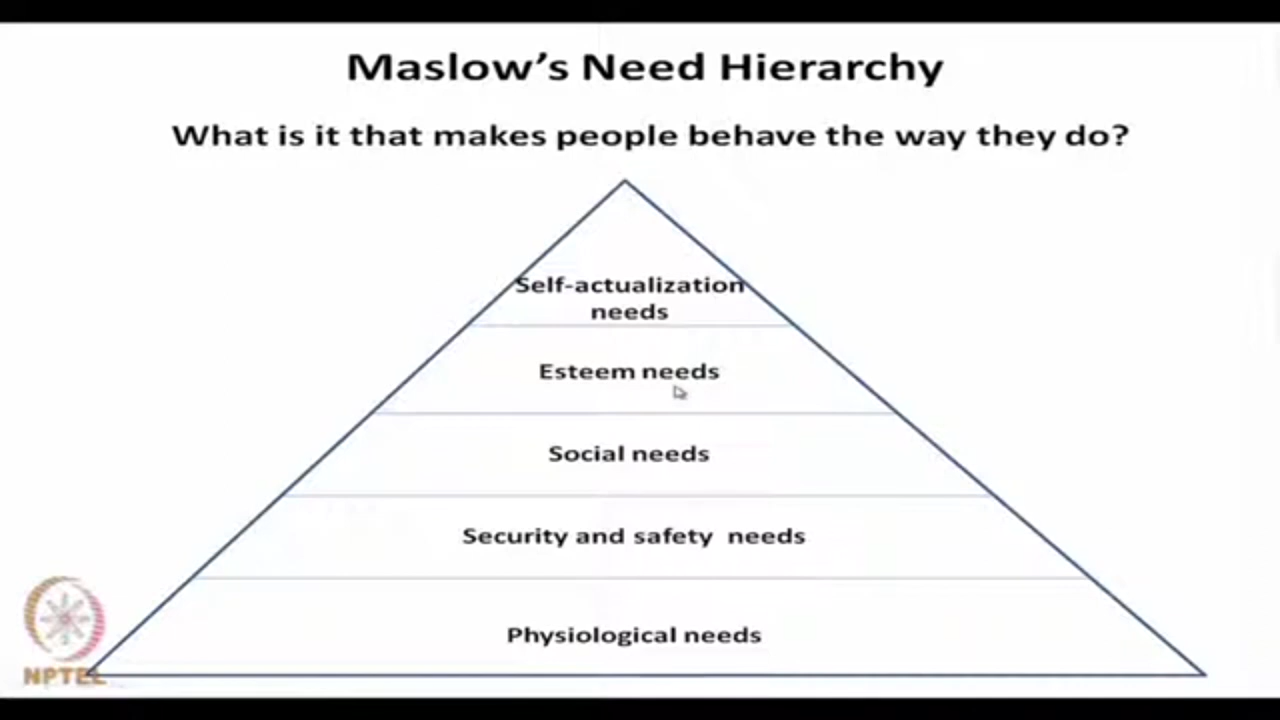 Maslow's Need Hierarchy
What is it that makes people behave the way they do?
Self-actualization
needs
Esteem needs
Social needs
Security and safety needs
Physiological needs
NPTEL